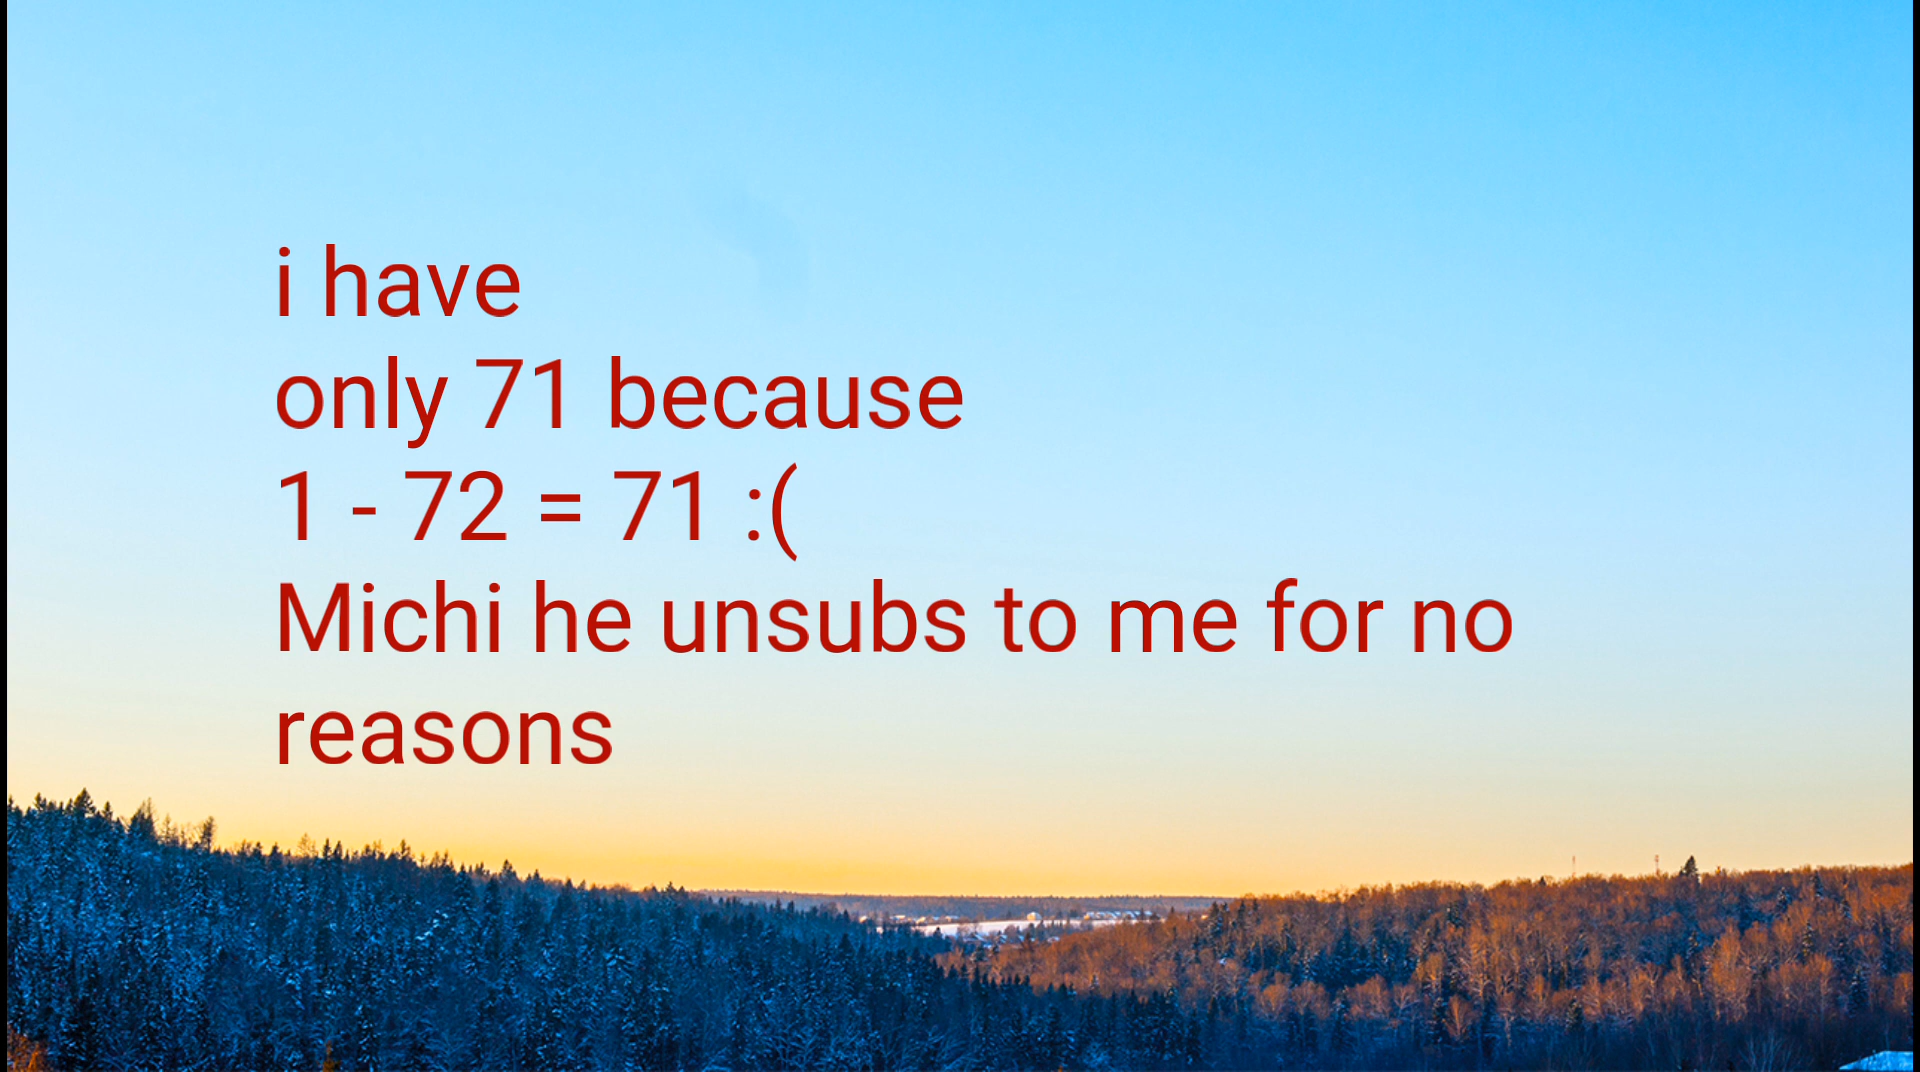 i have
only 71 because
1 - 72 = 71 :(
Michi he unsubs to me for no
reasons